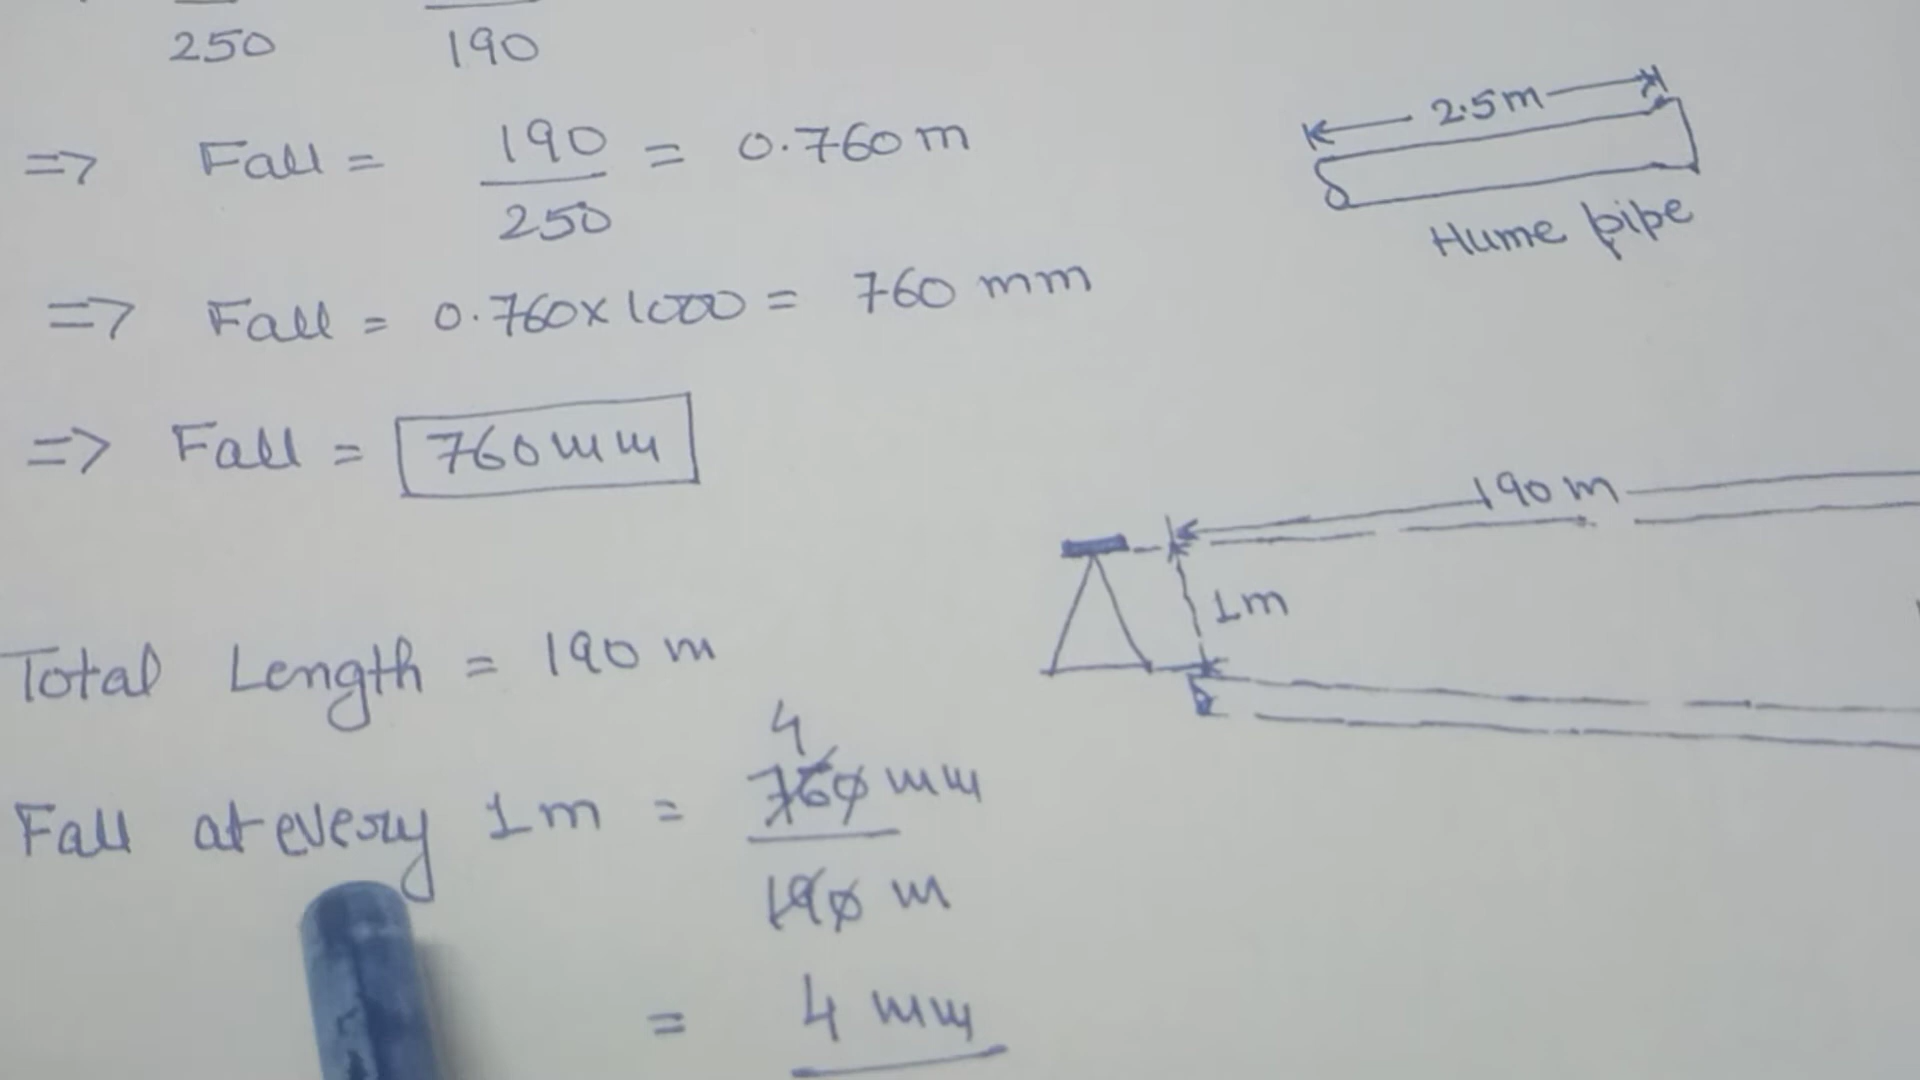 250 190
=> Fall = 190/250 = 0.760 m
=> Fall = 0.760 x 1000 = 760 mm
=> Fall = 760 mm
Total Length = 190 m
Fall at every 1m = 760 mm/190 m
4
= 4 mm
2.5m
Hume pipe
190 m
1m